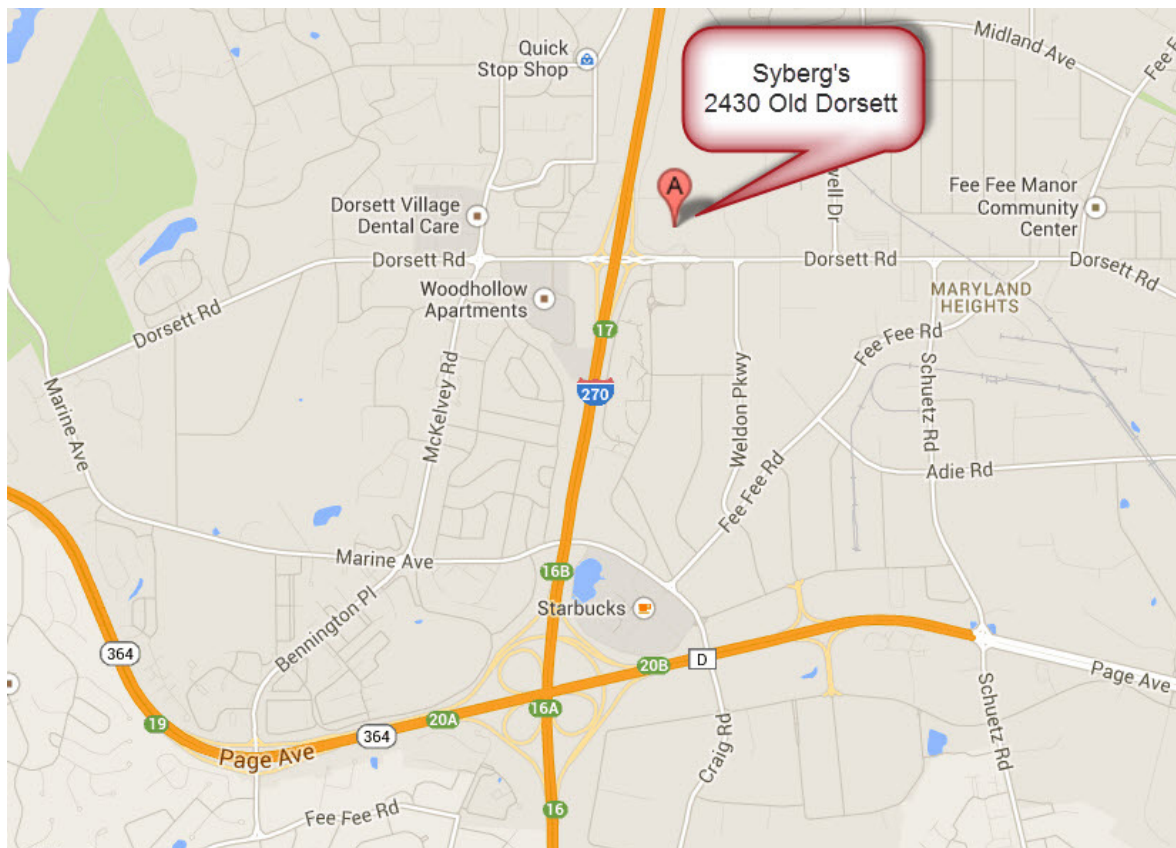 Midland Ave
Fee F
Quick
Stop Shop
Syberg's
2430 Old Dorsett
A
well Dr
Fee Fee Manor
Community
Center
Dorsett Village
Dental Care
Dorsett Rd
Dorsett Rd
Dorsett Rd
Woodhollow
Apartments
MARYLAND
HEIGHTS
Dorsett Rd
17
Fee Fee Rd
270
Marine Ave
McKelvey Rd
Weldon Pkwy
Schuetz Rd
Fee Fee Rd
Adie Rd
Marine Ave
16B
Starbucks
Bennington Pl
364
20B
D
Page Ave
19
20A
16A
364
Page Ave
Craig Rd
Schuetz Rd
Fee Fee Rd
16